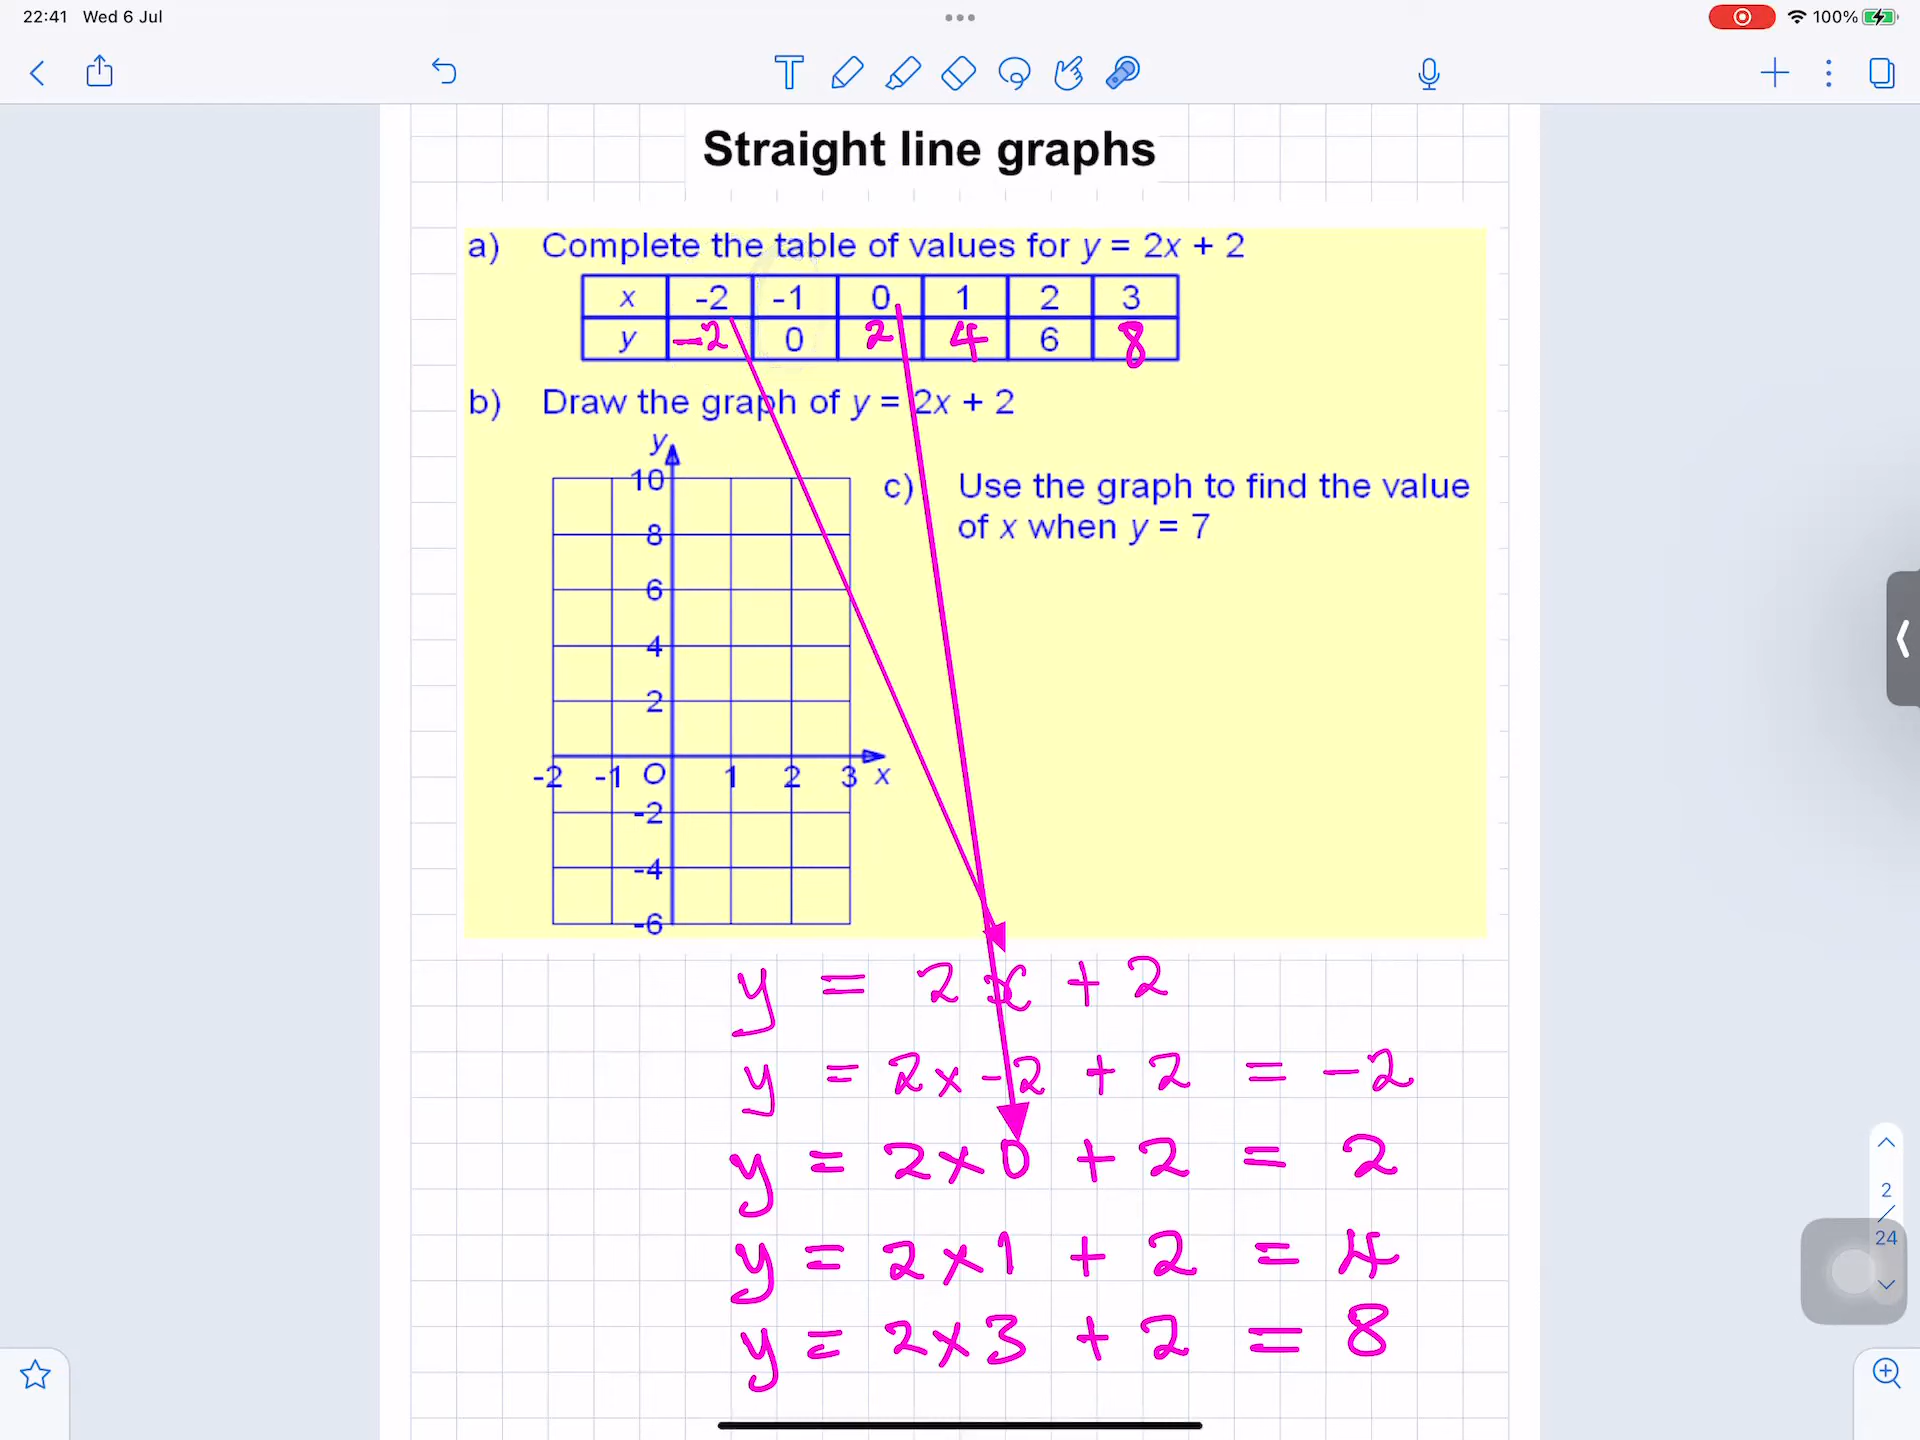 22:41 Wed 6 Jul
100%
Straight line graphs
a) Complete the table of values for y = 2x + 2
x -2 -1 0 1 2 3
y -2 0 2 4 6 8
b) Draw the graph of y = 2x + 2
y
10
8
6
4
2
-2 -1 O 1 2 3 x
-2
-4
-6
c) Use the graph to find the value
of x when y = 7
y = 2x + 2
y = 2x-2 + 2 = -2
y = 2x0 + 2 = 2
y = 2x1 + 2 = 4
y = 2x3 + 2 = 8
2
/
24